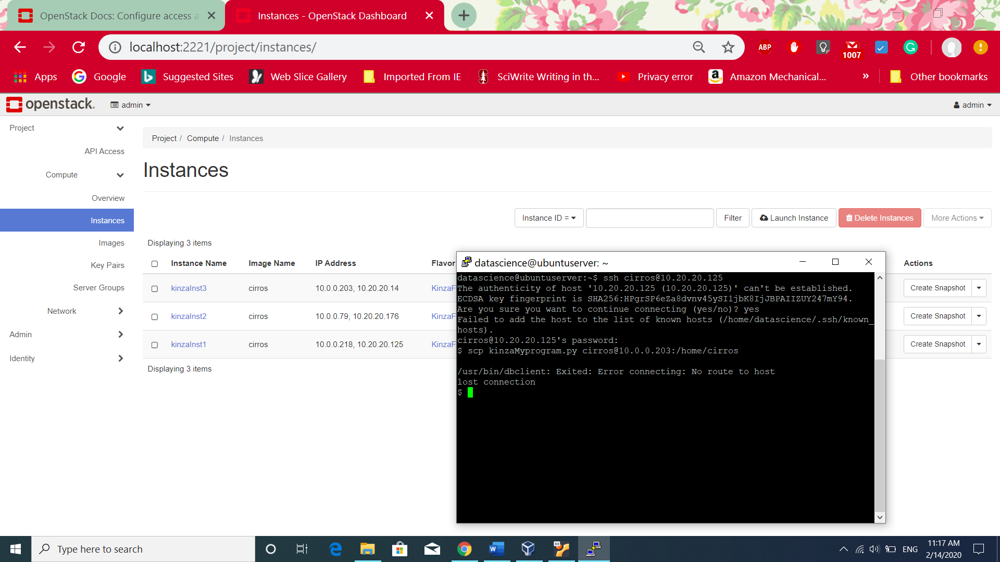 OpenStack Docs: Configure access a
Instances - OpenStack Dashboard
localhost:2221/project/instances/
ABP
1007
Apps
Google
Suggested Sites
Web Slice Gallery
Imported From IE
SciWrite Writing in th...
Privacy error
Amazon Mechanical...
»
Other bookmarks
openstack.
admin
admin
Project
API Access
Compute
Overview
Instances
Images
Key Pairs
Server Groups
Network
Admin
Identity
Project / Compute / Instances
Instances
Instance ID =
Filter
Launch Instance
Delete Instances
More Actions
Displaying 3 items
Instance Name Image Name IP Address Flavor Actions
kinzaInst3 cirros 10.0.0.203, 10.20.20.14 KinzaF Create Snapshot
kinzaInst2 cirros 10.0.0.79, 10.20.20.176 KinzaF Create Snapshot
kinzaInst1 cirros 10.0.0.218, 10.20.20.125 KinzaF Create Snapshot
Displaying 3 items
datascience@ubuntuserver: ~
datascience@ubuntuserver:~$ ssh cirros@10.20.20.125
The authenticity of host '10.20.20.125 (10.20.20.125)' can't be established.
ECDSA key fingerprint is SHA256:HPgrSP6eZa8dvnv45ySI1jbK8IjJBPAIIZUY247mY94.
Are you sure you want to continue connecting (yes/no)? yes
Failed to add the host to the list of known hosts (/home/datascience/.ssh/known_
hosts).
cirros@10.20.20.125's password:
$ scp kinzaMyprogram.py cirros@10.0.0.203:/home/cirros
/usr/bin/dbclient: Exited: Error connecting: No route to host
lost connection
$
Type here to search
64
ENG
11:17 AM
2/14/2020